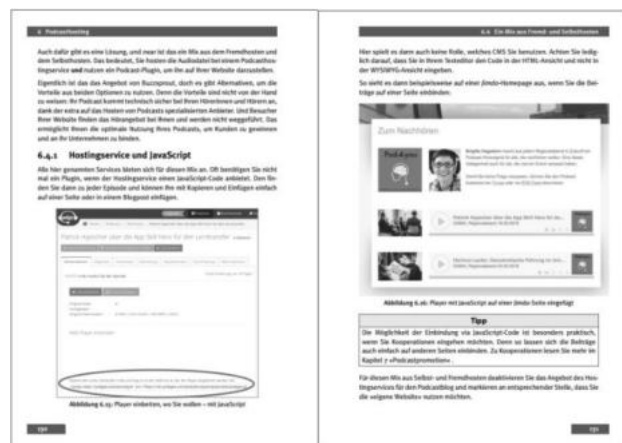 6 Podcasthosting
Auch dafür gibt es eine Lösung, und zwar ist das ein Mix aus dem Fremdhosten und
dem Selbsthosten. Das bedeutet, Sie hosten die Audiodatei bei einem Podcasthos-
tingservice und nutzen ein Podcast-Plugin, um ihn auf Ihrer Website darzustellen.
Eigentlich ist das das Angebot von Buzzsprout, doch es gibt Alternativen, um die
Vorteile aus beiden Optionen zu nutzen. Denn die Vorteile sind nicht von der Hand
zu weisen: Ihr Podcast kommt technisch sicher bei Ihren Hörerinnen und Hörern an,
dank der extra auf das Hosten von Podcasts spezialisierten Anbieter. Und Besucher
Ihrer Website finden das Hörangebot bei Ihnen und werden nicht weggeführt. Das
ermöglicht Ihnen die optimale Nutzung Ihres Podcasts, um Kunden zu gewinnen
und an Ihr Unternehmen zu binden.
6.4.1 Hostingservice und JavaScript
Alle hier genannten Services bieten sich für diesen Mix an. Oft benötigen Sie nicht
mal ein Plugin, wenn der Hostingservice einen JavaScript-Code anbietet. Den fin-
den Sie dann zu jeder Episode und können ihn mit Kopieren und Einfügen einfach
auf einer Seite oder in einem Blogpost einfügen.
Abbildung 6.15: Player einbetten, wo Sie wollen – mit JavaScript
150
6.4 Ein Mix aus Fremd- und Selbsthosten
Hier spielt es dann auch keine Rolle, welches CMS Sie benutzen. Achten Sie ledig-
lich darauf, dass Sie in Ihrem Texteditor den Code in der HTML-Ansicht und nicht in
der WYSIWYG-Ansicht eingeben.
So sieht es dann beispielsweise auf einer Jimdo-Homepage aus, wenn Sie die Bei-
träge auf einer Seite einbinden:
Zum Nachhören
Abbildung 6.16: Player mit JavaScript auf einer Jimdo-Seite eingefügt
Tipp
Die Möglichkeit der Einbindung via JavaScript-Code ist besonders praktisch,
wenn Sie Kooperationen eingehen möchten. Denn so lassen sich die Beiträge
auch einfach auf anderen Seiten einbinden. Zu Kooperationen lesen Sie mehr im
Kapitel 7 »Podcastpromotion« .
Für diesen Mix aus Selbst- und Fremdhosten deaktivieren Sie das Angebot des Hos-
tingservices für den Podcastblog und markieren an entsprechender Stelle, dass Sie
die »eigene Website« nutzen möchten.
151